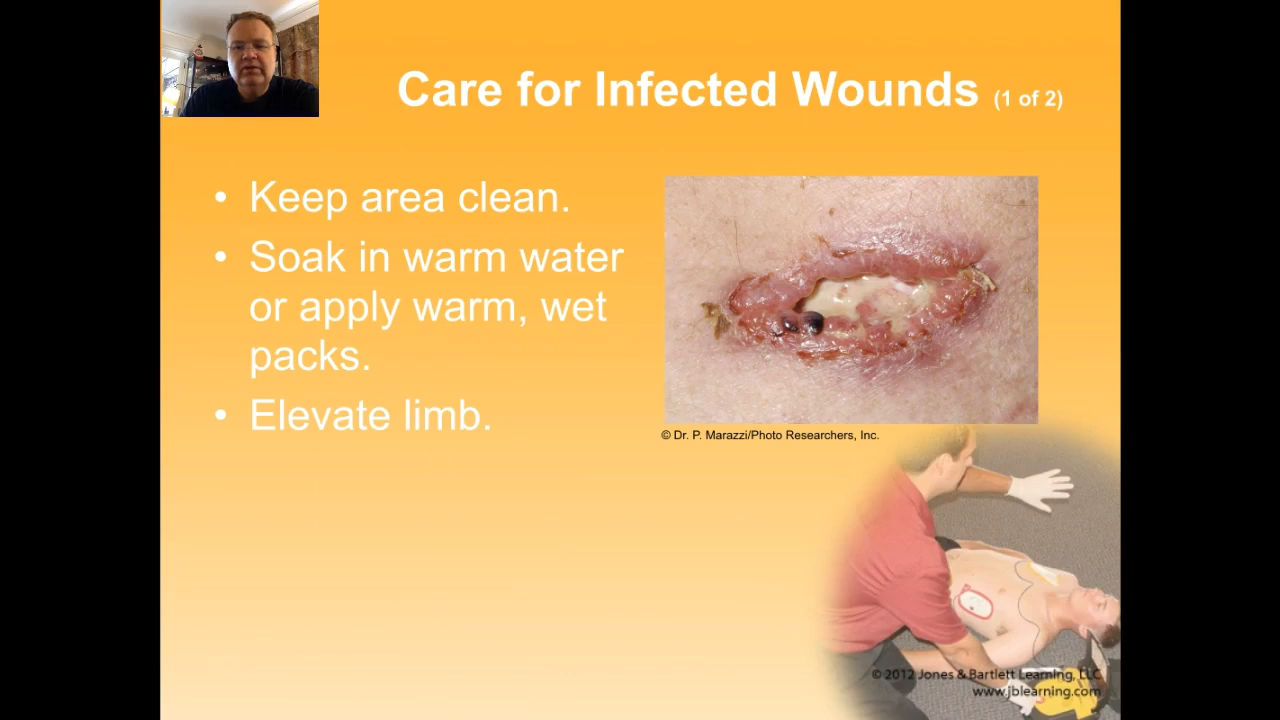 Care for Infected Wounds (1 of 2)
• Keep area clean.
• Soak in warm water
or apply warm, wet
packs.
• Elevate limb.
© Dr. P. Marazzi/Photo Researchers, Inc.
© 2012 Jones & Bartlett Learning, LLC
www.jblearning.com